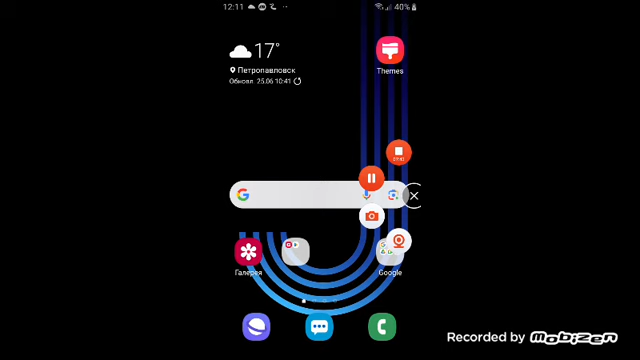 12:11
40%
17°
Петропавловск
Обновл. 25.06 10:41
Themes
Галерея
Google
Recorded by MOBIZEN